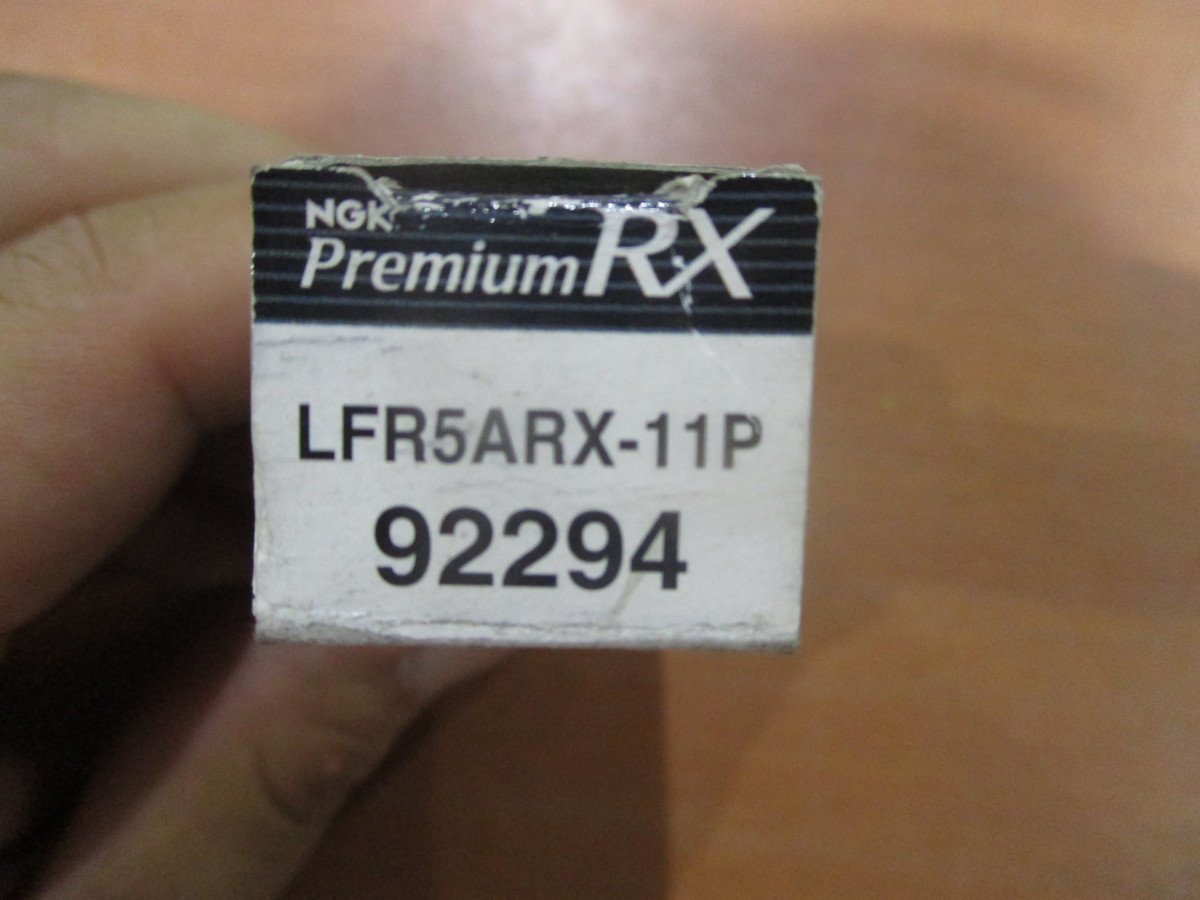 NGK
Premium RX
LFR5ARX-11P
92294